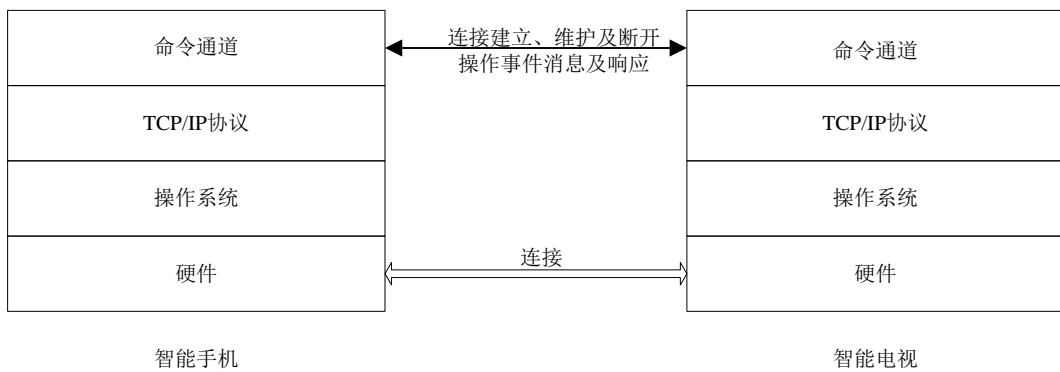 命令通道
连接建立、维护及断开
操作事件消息及响应
命令通道
TCP/IP协议
TCP/IP协议
操作系统
操作系统
硬件
连接
硬件
智能手机
智能电视